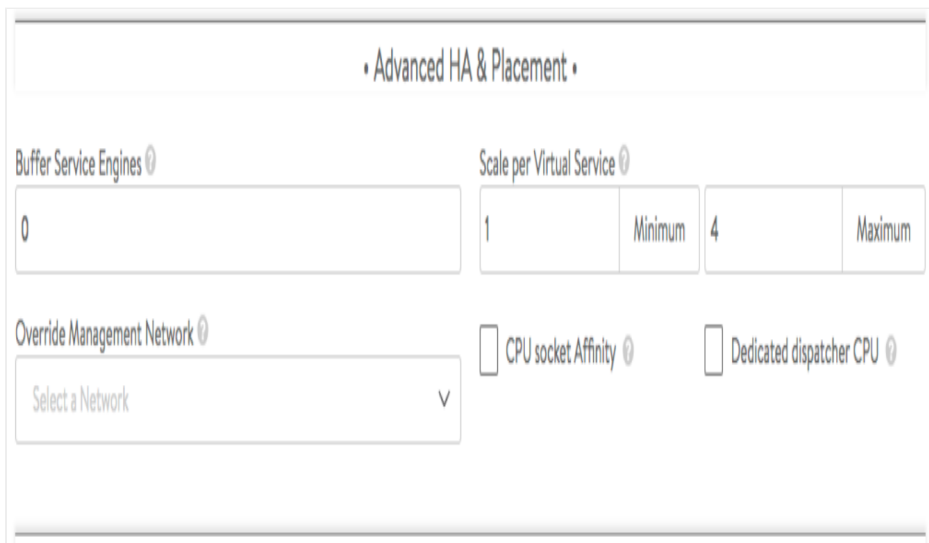 • Advanced HA & Placement •
Buffer Service Engines ?
Scale per Virtual Service ?
0
1 Minimum 4 Maximum
Override Management Network ?
CPU socket Affinity ?
Dedicated dispatcher CPU ?
Select a Network